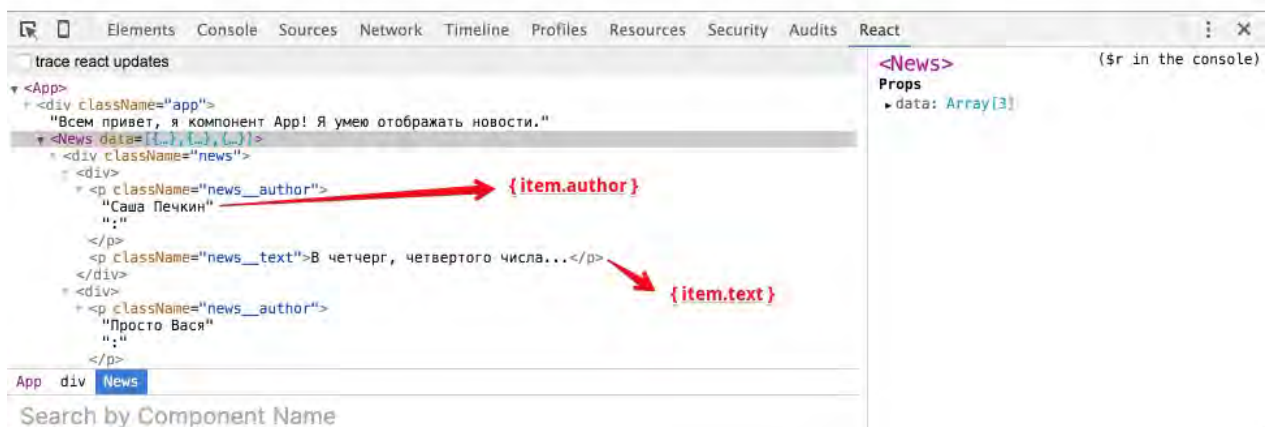 Elements Console Sources Network Timeline Profiles Resources Security Audits React
trace react updates
<App>
<div className="app">
"Всем привет, я компонент App! Я умею отображать новости."
<News data=[{…},{…},{…}]>
<div className="news">
<div>
<p className="news__author">
"Саша Печкин"
":"
</p>
<p className="news__text">В четчерг, четвертого числа...</p>
</div>
<div>
<p className="news__author">
"Просто Вася"
":"
</p>
{ item.author }
{ item.text }
App div News
Search by Component Name
<News> ($r in the console)
Props
data: Array[3]